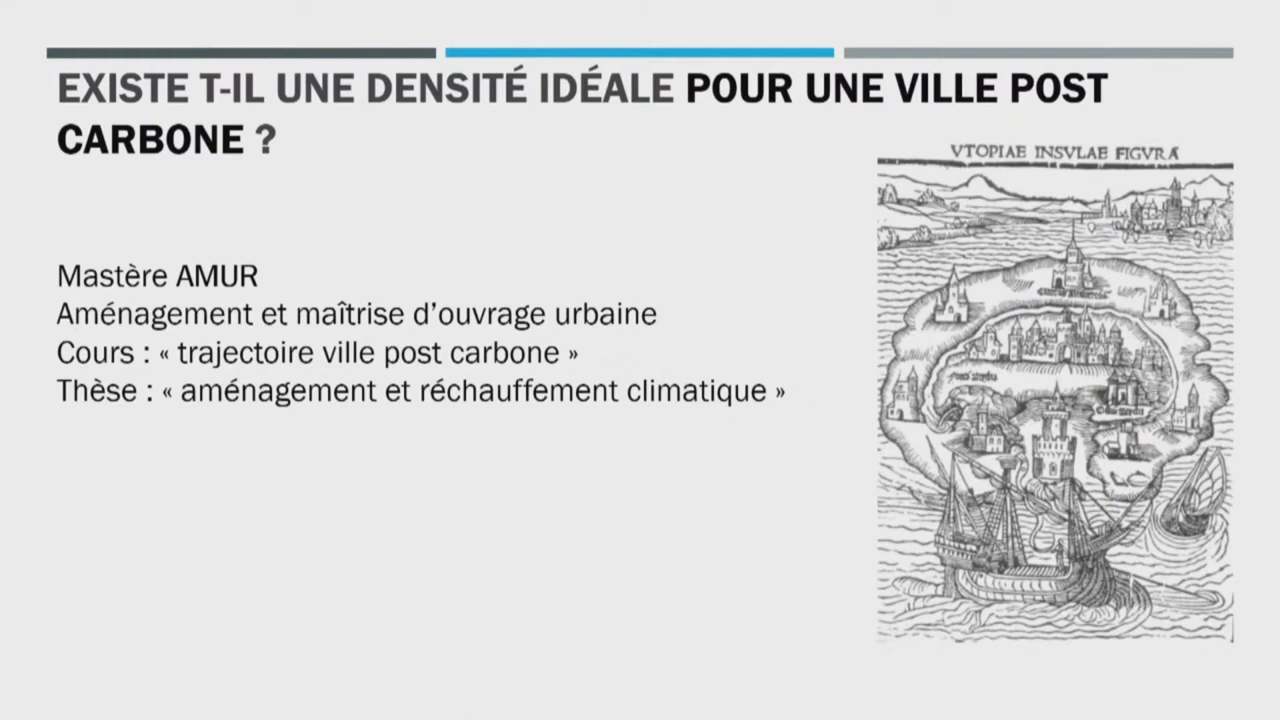 EXISTE T-IL UNE DENSITÉ IDÉALE POUR UNE VILLE POST
CARBONE ?
VTOPIAE INSVLAE FIGVRA
Mastère AMUR
Aménagement et maîtrise d'ouvrage urbaine
Cours : « trajectoire ville post carbone »
Thèse : « aménagement et réchauffement climatique »